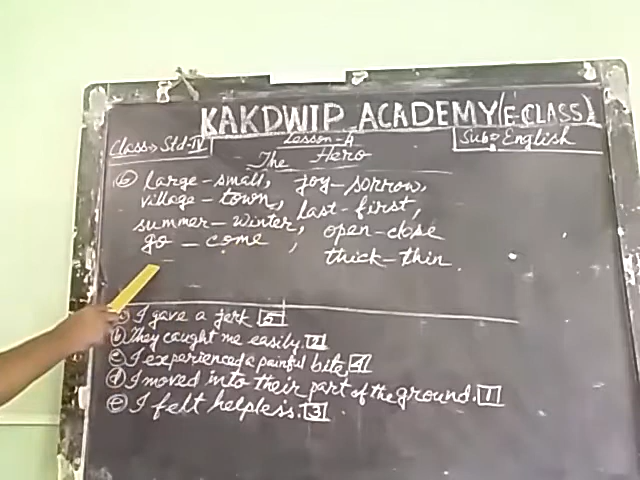 KAKDWIP ACADEMY (E-CLASS)
Class→ Std-IV
Lesson-4
Sub→ English
The Hero
⑥ Large-small, joy-sorrow,
village-town, last-first,
summer-winter, open-close
go-come, thick-thin.
(a) I gave a jerk 5
(b) They caught me easily. 2
(c) I experienced a painful bite. 4
(d) I moved into their part of the ground. 1
(e) I felt helpless. 3